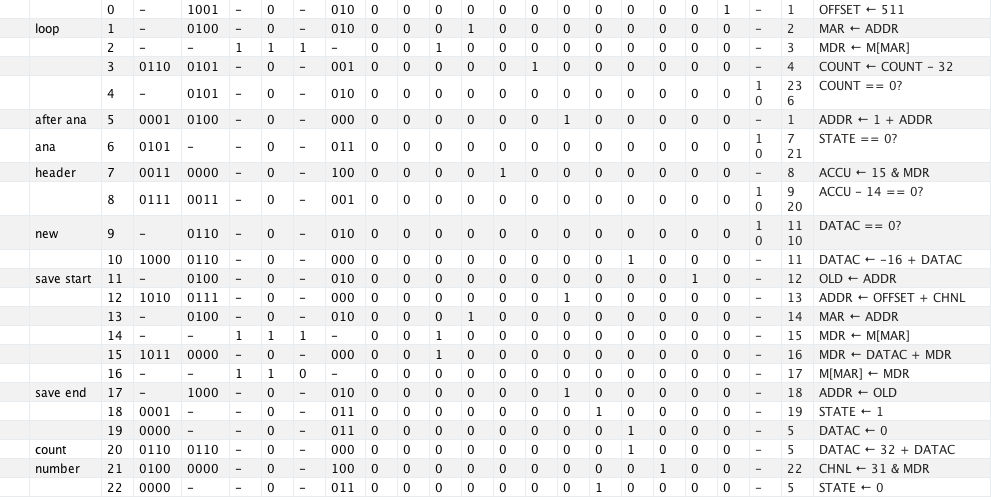 0 – 1001 – 0 – 010 0 0 0 0 0 0 0 0 0 0 0 1 – 1 OFFSET ← 511
loop 1 – 0100 – 0 – 010 0 0 0 1 0 0 0 0 0 0 0 0 – 2 MAR ← ADDR
2 – – 1 1 1 – 0 0 1 0 0 0 0 0 0 0 0 0 – 3 MDR ← M[MAR]
3 0110 0101 – 0 – 001 0 0 0 0 0 1 0 0 0 0 0 0 – 4 COUNT ← COUNT – 32
4 – 0101 – 0 – 010 0 0 0 0 0 0 0 0 0 0 0 0 1 23 COUNT == 0?
0 6
after ana 5 0001 0100 – 0 – 000 0 0 0 0 0 0 1 0 0 0 0 0 – 1 ADDR ← 1 + ADDR
ana 6 0101 – – 0 – 011 0 0 0 0 0 0 0 0 0 0 0 0 1 7 STATE == 0?
0 21
header 7 0011 0000 – 0 – 100 0 0 0 0 1 0 0 0 0 0 0 0 – 8 ACCU ← 15 & MDR
8 0111 0011 – 0 – 001 0 0 0 0 0 0 0 0 0 0 0 0 1 9 ACCU – 14 == 0?
0 20
new 9 – 0110 – 0 – 010 0 0 0 0 0 0 0 0 0 0 0 0 1 11 DATAC == 0?
0 10
10 1000 0110 – 0 – 000 0 0 0 0 0 0 0 0 1 0 0 0 – 11 DATAC ← –16 + DATAC
save start 11 – 0100 – 0 – 010 0 0 0 0 0 0 0 0 0 0 1 0 – 12 OLD ← ADDR
12 1010 0111 – 0 – 000 0 0 0 0 0 0 1 0 0 0 0 0 – 13 ADDR ← OFFSET + CHNL
13 – 0100 – 0 – 010 0 0 0 1 0 0 0 0 0 0 0 0 – 14 MAR ← ADDR
14 – – 1 1 1 – 0 0 1 0 0 0 0 0 0 0 0 0 – 15 MDR ← M[MAR]
15 1011 0000 – 0 – 000 0 0 1 0 0 0 0 0 0 0 0 0 – 16 MDR ← DATAC + MDR
16 – – 1 1 0 – 0 0 0 0 0 0 0 0 0 0 0 0 – 17 M[MAR] ← MDR
save end 17 – 1000 – 0 – 010 0 0 0 0 0 0 1 0 0 0 0 0 – 18 ADDR ← OLD
18 0001 – – 0 – 011 0 0 0 0 0 0 0 1 0 0 0 0 – 19 STATE ← 1
19 0000 – – 0 – 011 0 0 0 0 0 0 0 0 1 0 0 0 – 5 DATAC ← 0
count 20 0110 0110 – 0 – 000 0 0 0 0 0 0 0 0 1 0 0 0 – 5 DATAC ← 32 + DATAC
number 21 0100 0000 – 0 – 100 0 0 0 0 0 0 0 0 0 1 0 0 – 22 CHNL ← 31 & MDR
22 0000 – – 0 – 011 0 0 0 0 0 0 0 1 0 0 0 0 – 5 STATE ← 0